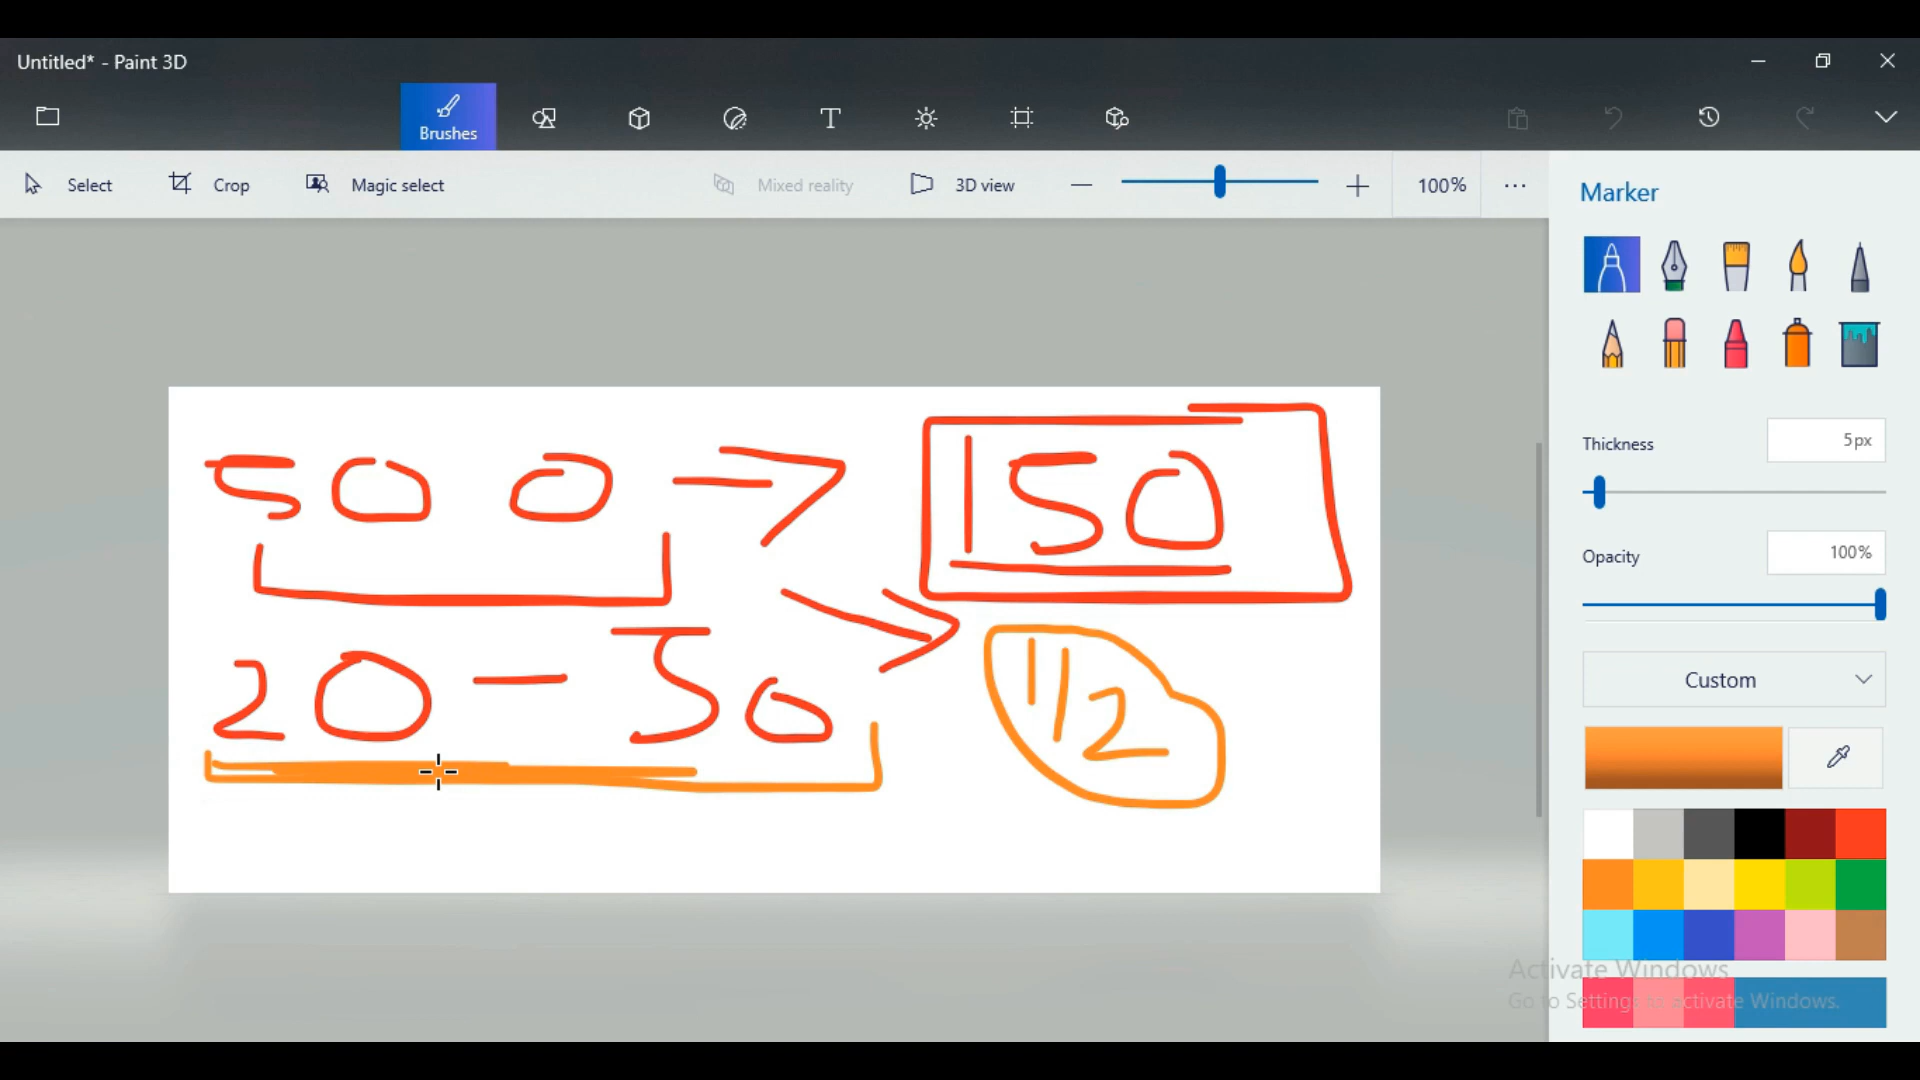 Untitled* - Paint 3D
Brushes
Select
Crop
Magic select
Mixed reality
3D view
100%
Marker
Thickness
5px
Opacity
100%
Custom
500 → 150
20 - 30
1/2
Activate Windows
Go to Settings to activate Windows.